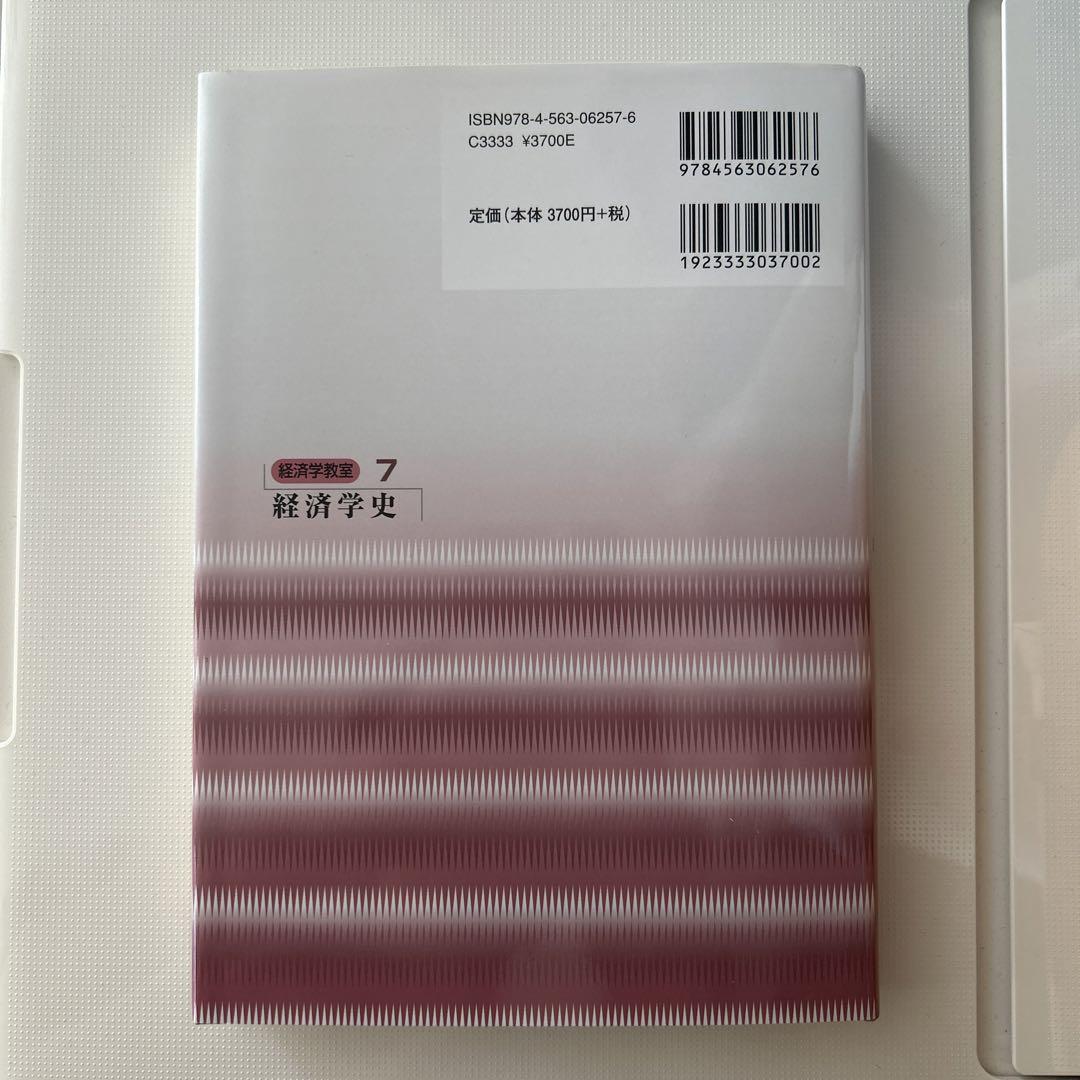 ISBN978-4-563-06257-6
C3333 ¥3700E
9784563062576
定価(本体 3700円+税)
1923333037002
経済学教室 7
経済学史